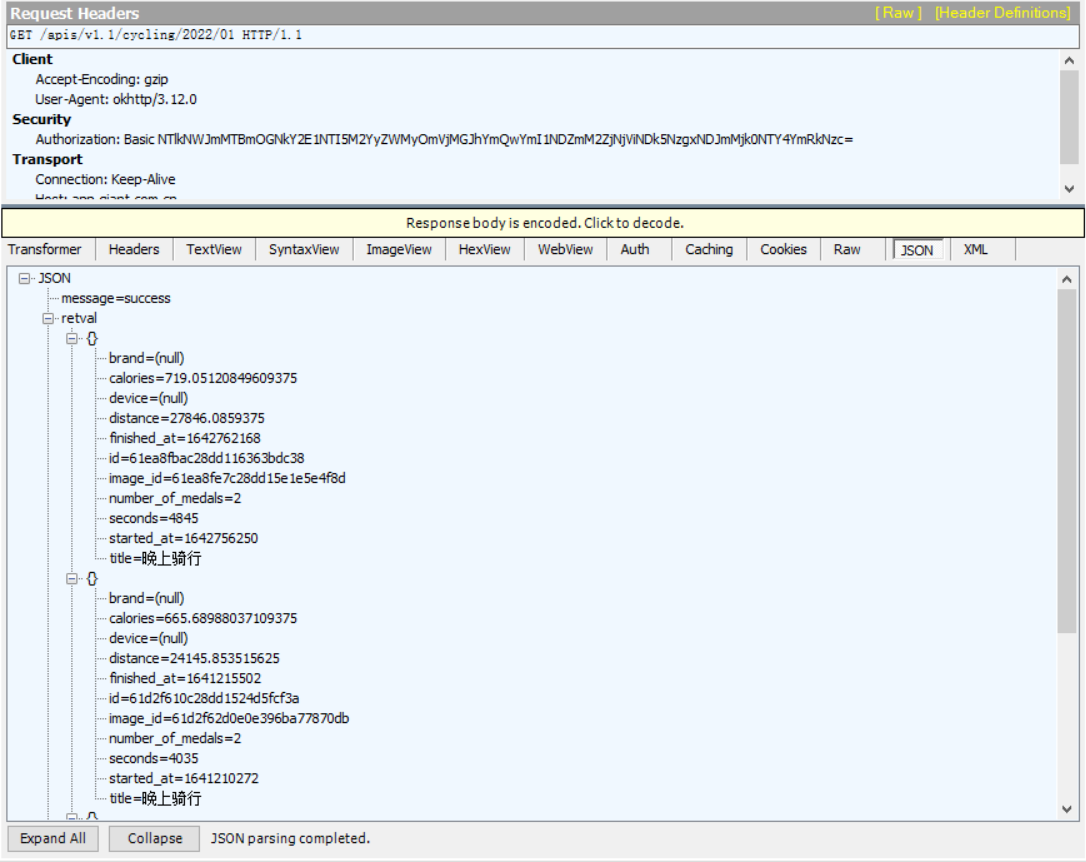 Request Headers [ Raw ] [Header Definitions]
GET /apis/v1.1/cycling/2022/01 HTTP/1.1
Client
Accept-Encoding: gzip
User-Agent: okhttp/3.12.0
Security
Authorization: Basic NTlkNWJmMTBmOGNkY2E1NTI5M2YyZWMyOmVjMGJhYmQwYmI1NDZmM2ZjNjViNDk5NzgxNDJmMjk0NTY4YmRkNzc=
Transport
Connection: Keep-Alive
Host: app.giant.com.cn
Response body is encoded. Click to decode.
Transformer Headers TextView SyntaxView ImageView HexView WebView Auth Caching Cookies Raw JSON XML
JSON
message=success
retval
{}
brand=(null)
calories=719.05120849609375
device=(null)
distance=27846.0859375
finished_at=1642762168
id=61ea8fbac28dd116363bdc38
image_id=61ea8fe7c28dd15e1e5e4f8d
number_of_medals=2
seconds=4845
started_at=1642756250
title=晚上骑行
{}
brand=(null)
calories=665.68988037109375
device=(null)
distance=24145.853515625
finished_at=1641215502
id=61d2f610c28dd1524d5fcf3a
image_id=61d2f62d0e0e396ba77870db
number_of_medals=2
seconds=4035
started_at=1641210272
title=晚上骑行
{}
Expand All Collapse JSON parsing completed.